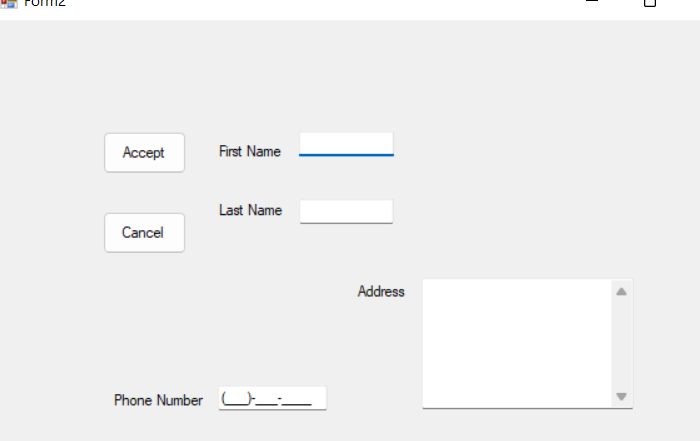 Form2
Accept
First Name
Last Name
Cancel
Address
Phone Number (___)-___-____